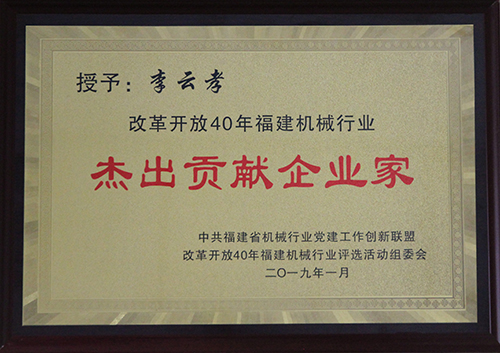 授予：李云孝
改革开放40年福建机械行业
杰出贡献企业家
中共福建省机械行业党建工作创新联盟
改革开放40年福建机械行业评选活动组委会
二〇一九年一月